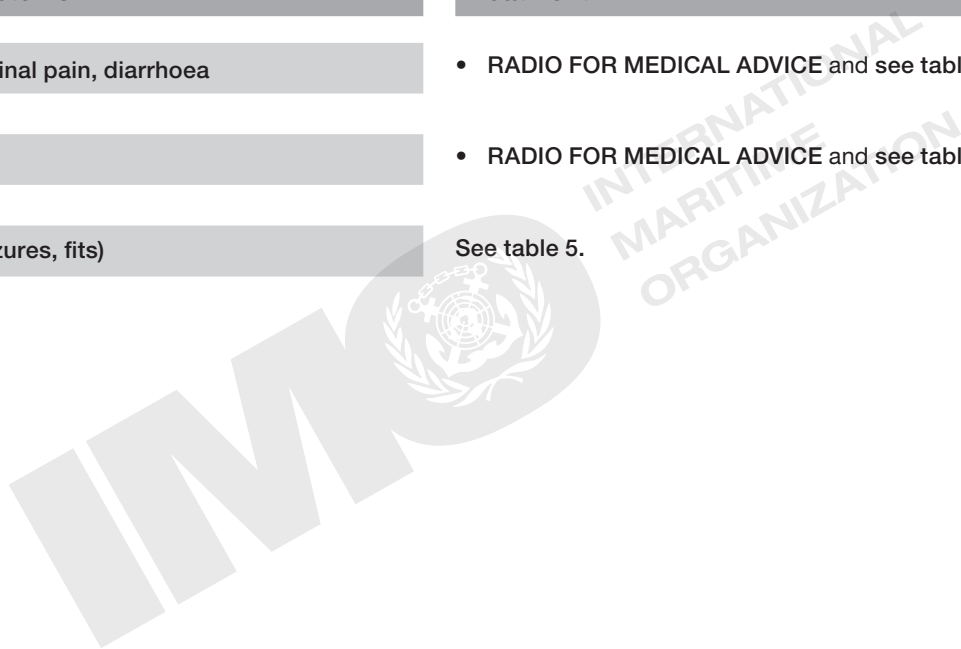 inal pain, diarrhoea
• RADIO FOR MEDICAL ADVICE and see tabl
• RADIO FOR MEDICAL ADVICE and see tabl
zures, fits)
See table 5.
IMO
INTERNATIONAL
MARITIME
ORGANIZATION